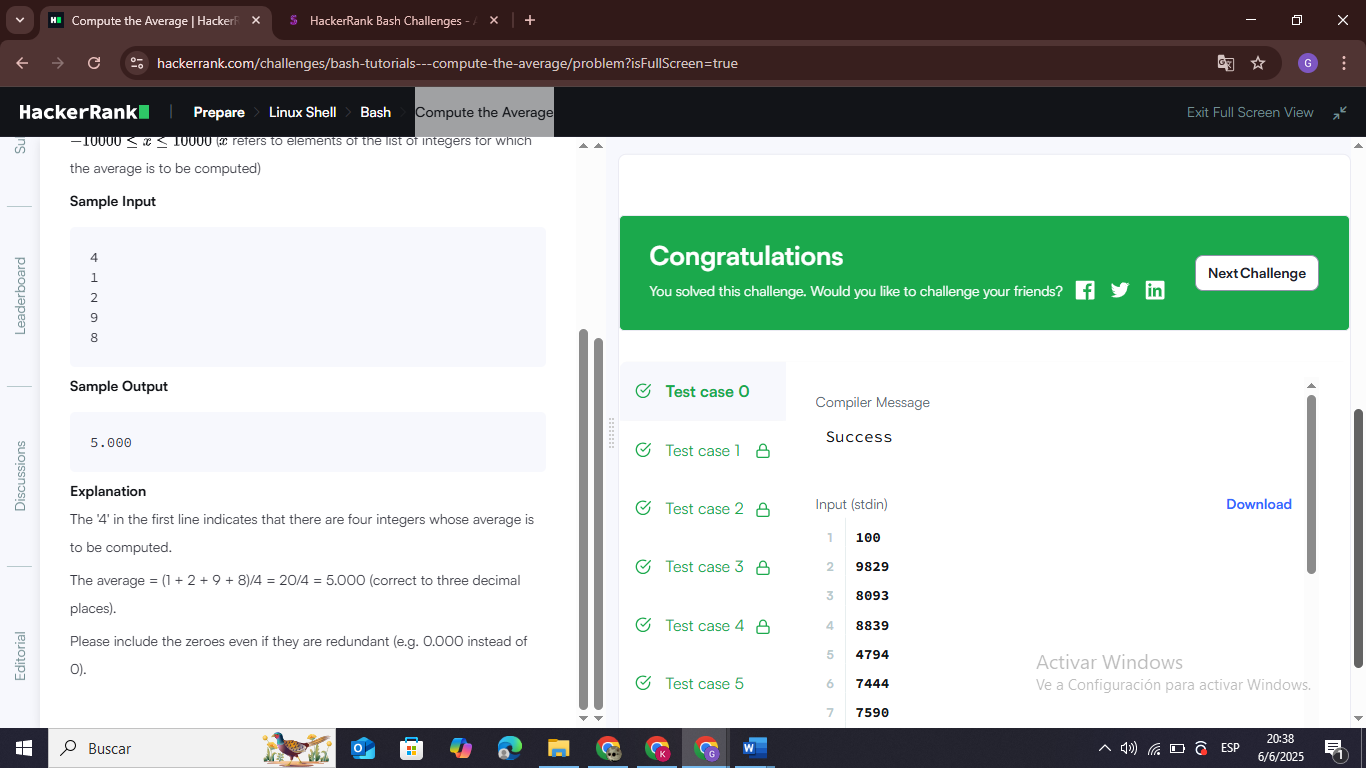 Compute the Average | HackerR
HackerRank Bash Challenges -
hackerrank.com/challenges/bash-tutorials---compute-the-average/problem?isFullScreen=true
G
HackerRank
Prepare
Linux Shell
Bash
Compute the Average
Exit Full Screen View
Su
Leaderboard
Discussions
Editorial
−10000 ≤ x ≤ 10000 (x refers to elements of the list of integers for which
the average is to be computed)
Sample Input
4
1
2
9
8
Sample Output
5.000
Explanation
The '4' in the first line indicates that there are four integers whose average is
to be computed.
The average = (1 + 2 + 9 + 8)/4 = 20/4 = 5.000 (correct to three decimal
places).
Please include the zeroes even if they are redundant (e.g. 0.000 instead of
0).
Congratulations
You solved this challenge. Would you like to challenge your friends?
Next Challenge
Test case 0
Test case 1
Test case 2
Test case 3
Test case 4
Test case 5
Compiler Message
Success
Input (stdin)
Download
1 100
2 9829
3 8093
4 8839
5 4794
6 7444
7 7590
Activar Windows
Ve a Configuración para activar Windows.
Buscar
ESP
20:38
6/6/2025
1